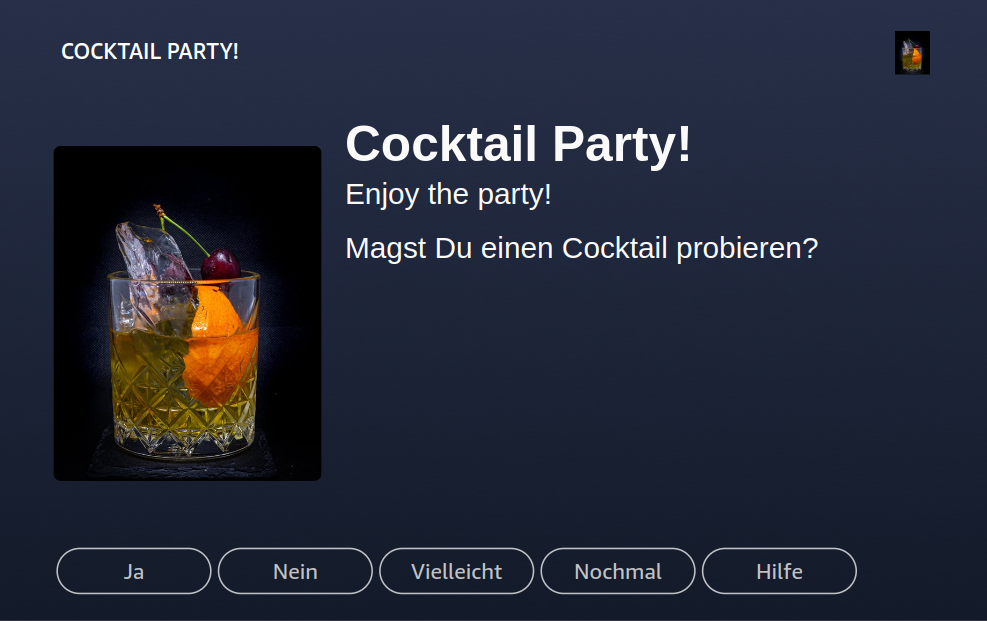 COCKTAIL PARTY!
Cocktail Party!
Enjoy the party!
Magst Du einen Cocktail probieren?
Ja
Nein
Vielleicht
Nochmal
Hilfe